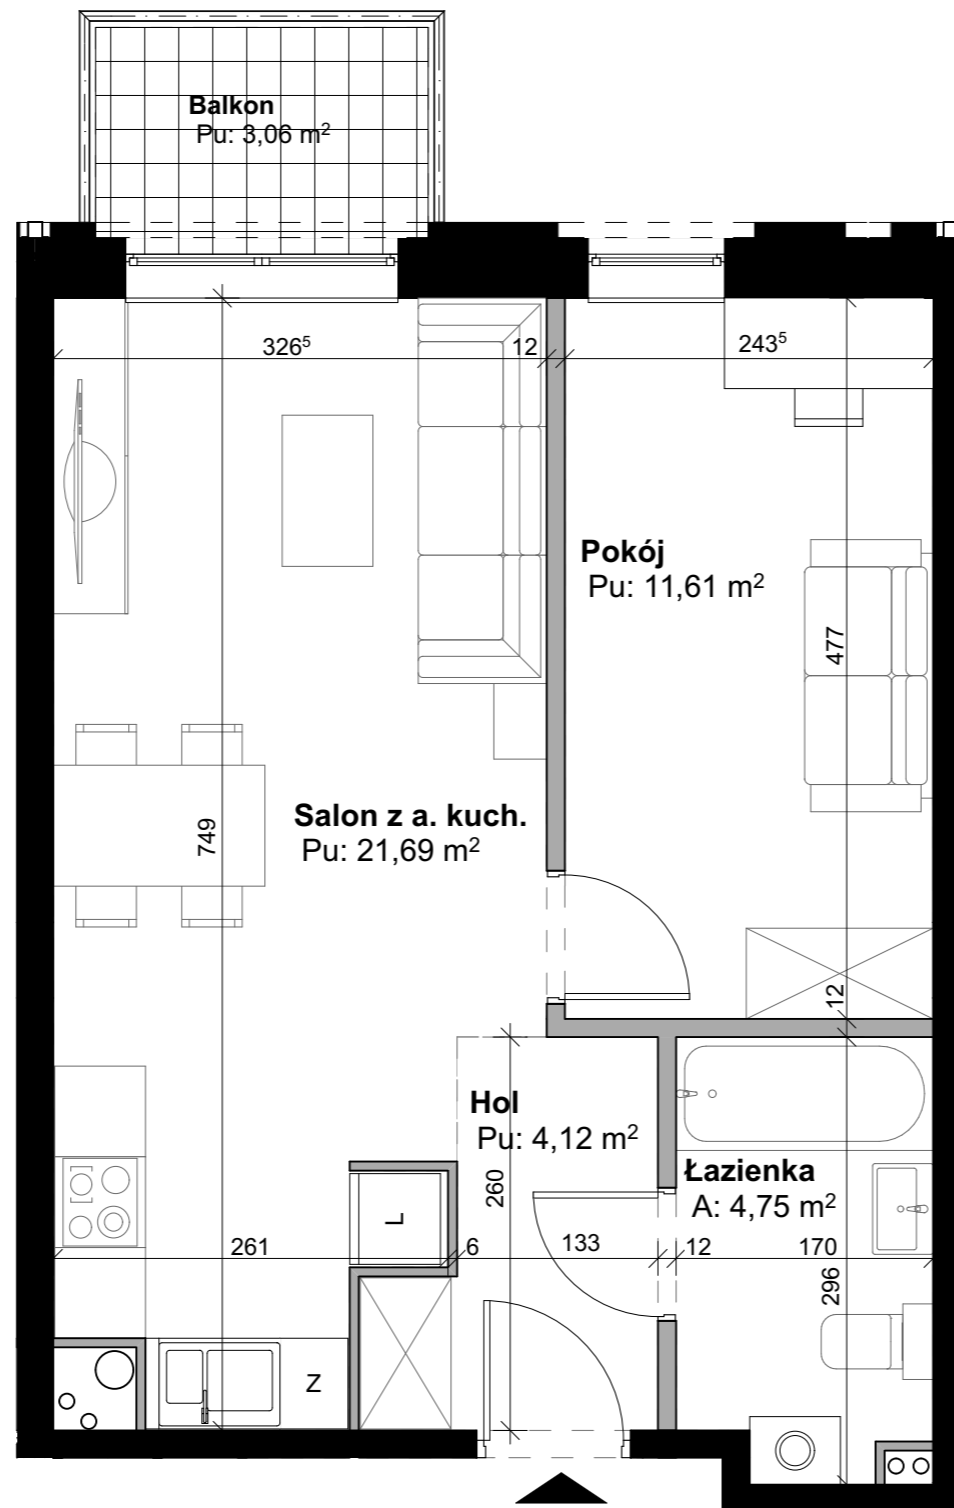 Balkon
Pu: 3,06 m²
326⁵
12
243⁵
Pokój
Pu: 11,61 m²
477
Salon z a. kuch.
Pu: 21,69 m²
749
12
Hol
Pu: 4,12 m²
Łazienka
A: 4,75 m²
260
L
261
6
133
12
170
296
Z